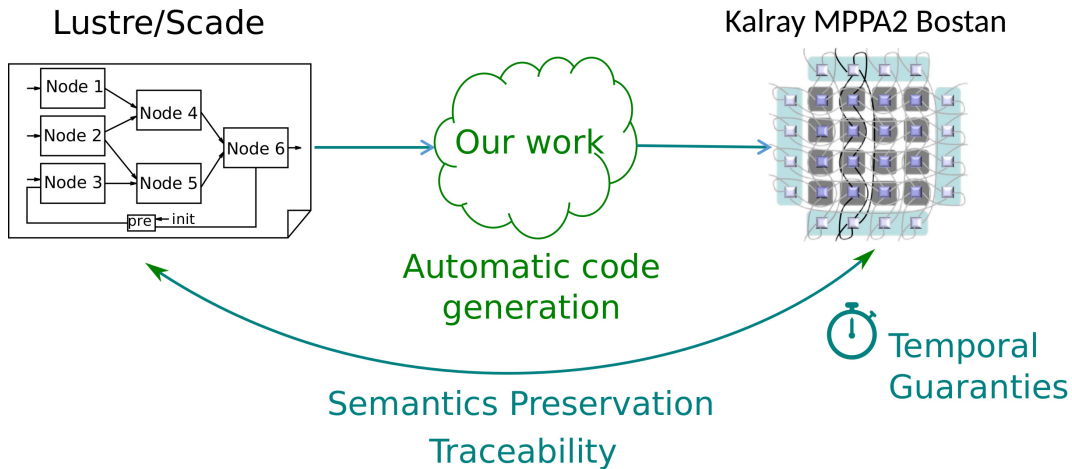 Lustre/Scade
Kalray MPPA2 Bostan
Node 1
Node 2
Node 3
Node 4
Node 5
Node 6
pre
init
Our work
Automatic code
generation
Temporal
Guaranties
Semantics Preservation
Traceability